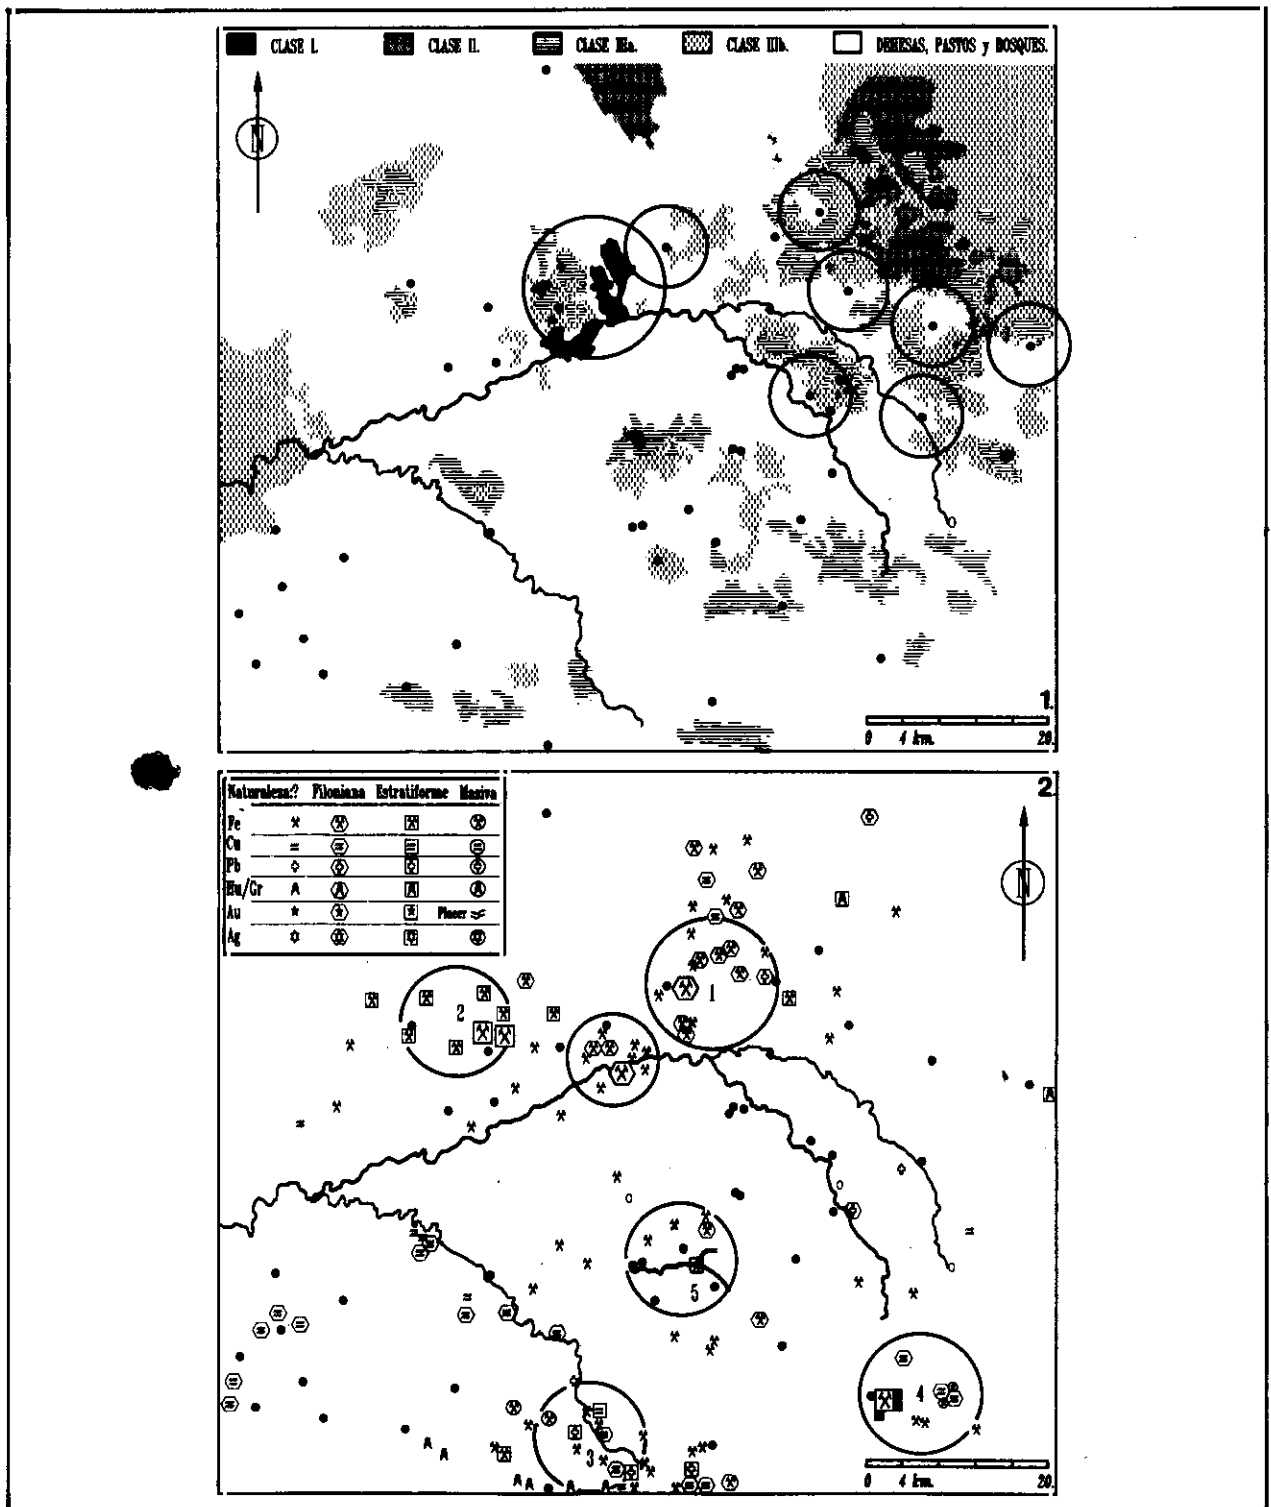 CLASE I. CLASE II. CLASE IIIa. CLASE IIIb. DEHESAS, PASTOS y BOSQUES.
N
1.
0 4 km. 20.
2.
Naturaleza:? Filoniana Estratiforme Masiva
Fe
Cu
Pb
Au Placer
Ag
N
1
2
5
4
3
0 4 km. 20.